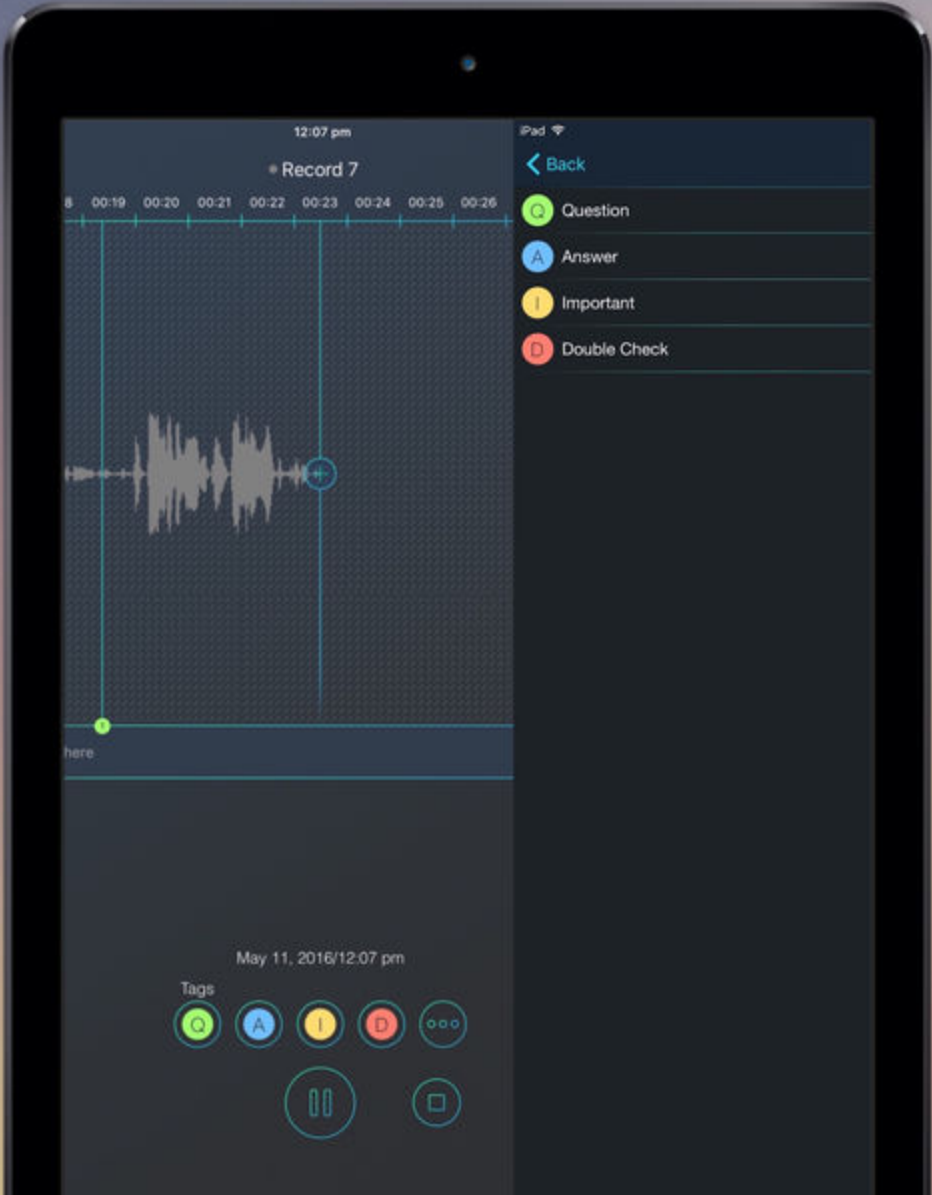 12:07 pm
Record 7
8 00:19 00:20 00:21 00:22 00:23 00:24 00:25 00:26
here
May 11, 2016/12:07 pm
Tags
Q A I D
iPad
Back
Q Question
A Answer
I Important
D Double Check